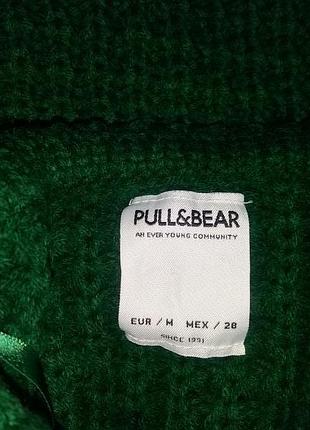 PULL&BEAR
AN EVER YOUNG COMMUNITY
EUR / M MEX / 28
SINCE 1991